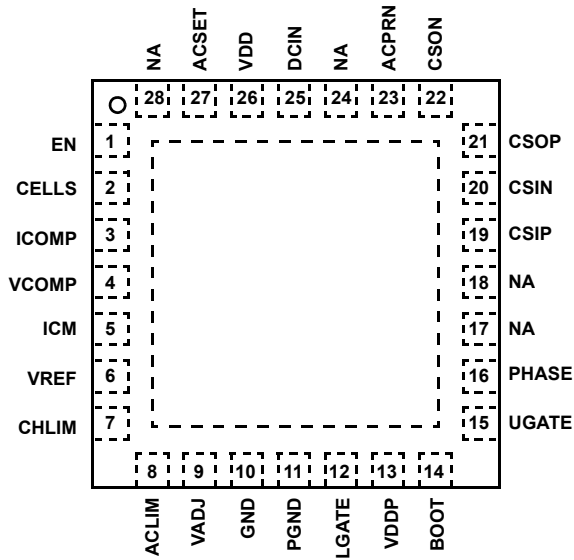 NA ACSET VDD DCIN NA ACPRN CSON
28 27 26 25 24 23 22
EN 1
CELLS 2
ICOMP 3
VCOMP 4
ICM 5
VREF 6
CHLIM 7
21 CSOP
20 CSIN
19 CSIP
18 NA
17 NA
16 PHASE
15 UGATE
8 9 10 11 12 13 14
ACLIM VADJ GND PGND LGATE VDDP BOOT